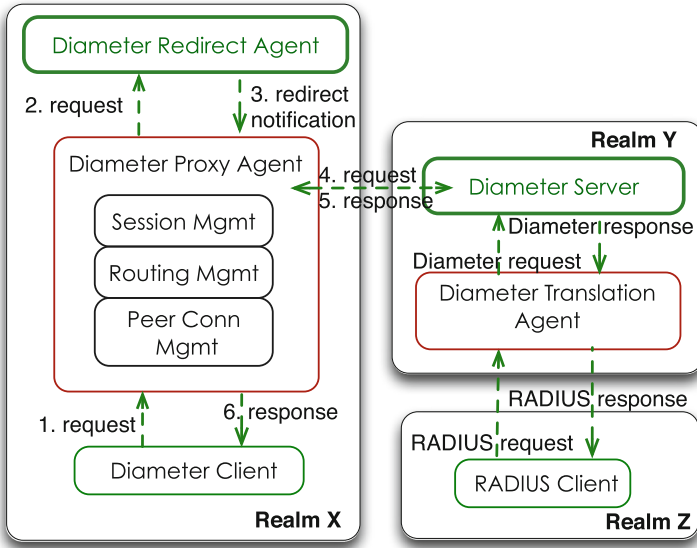 Diameter Redirect Agent
2. request
3. redirect
notification
Diameter Proxy Agent
Session Mgmt
Routing Mgmt
Peer Conn
Mgmt
1. request
6. response
Diameter Client
Realm X
4. request
5. response
Realm Y
Diameter Server
Diameter response
Diameter request
Diameter Translation
Agent
RADIUS response
RADIUS request
RADIUS Client
Realm Z